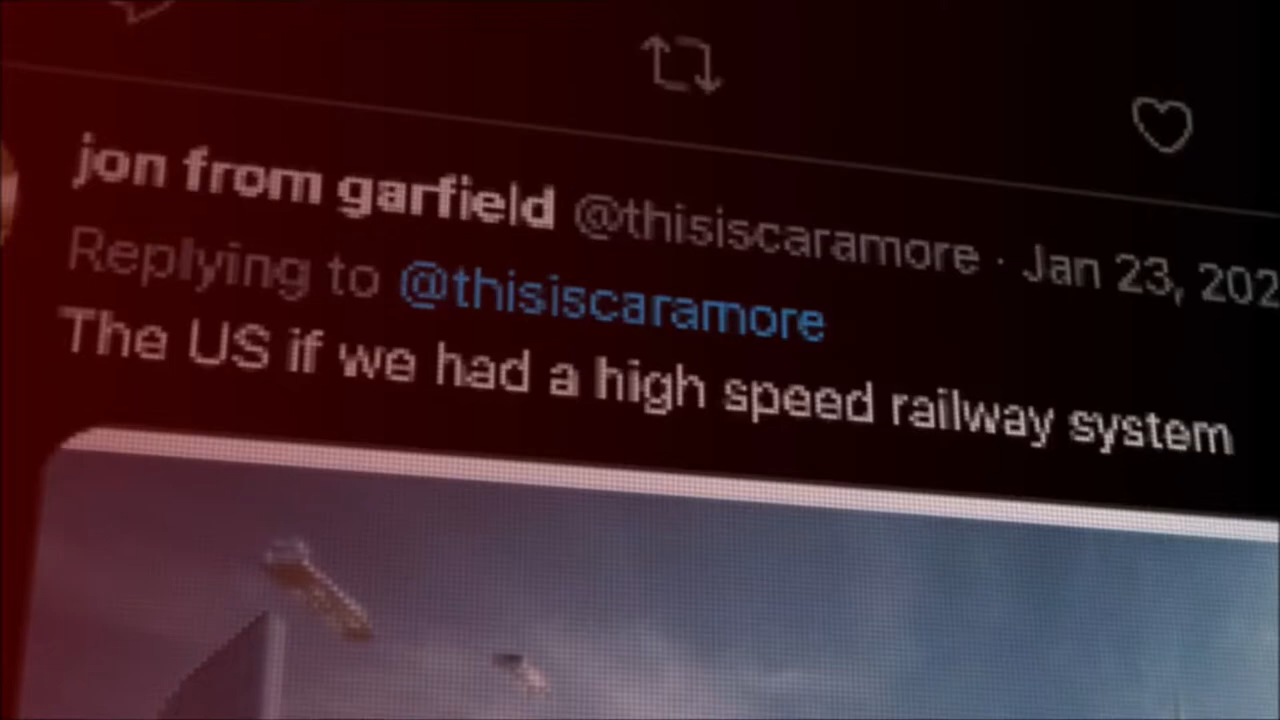 jon from garfield @thisiscaramore · Jan 23, 202
Replying to @thisiscaramore
The US if we had a high speed railway system